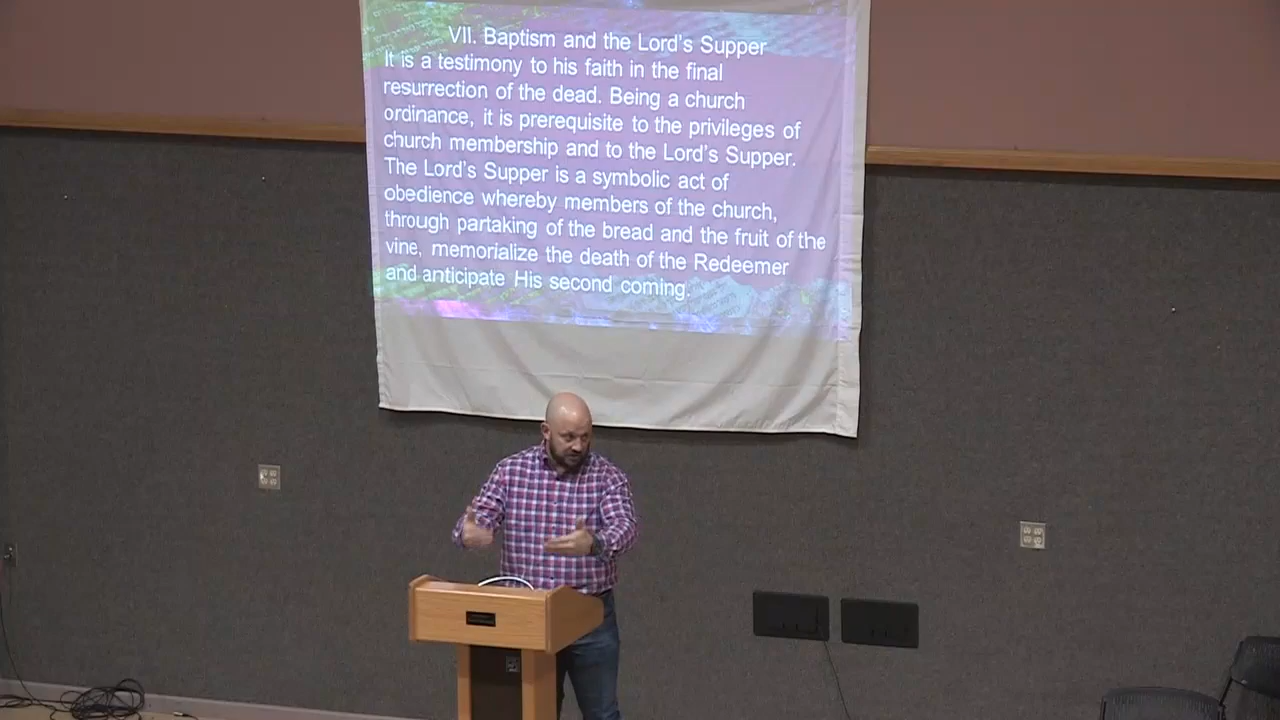 VII. Baptism and the Lord's Supper
It is a testimony to his faith in the final
resurrection of the dead. Being a church
ordinance, it is prerequisite to the privileges of
church membership and to the Lord's Supper.
The Lord's Supper is a symbolic act of
obedience whereby members of the church,
through partaking of the bread and the fruit of the
vine, memorialize the death of the Redeemer
and anticipate His second coming.